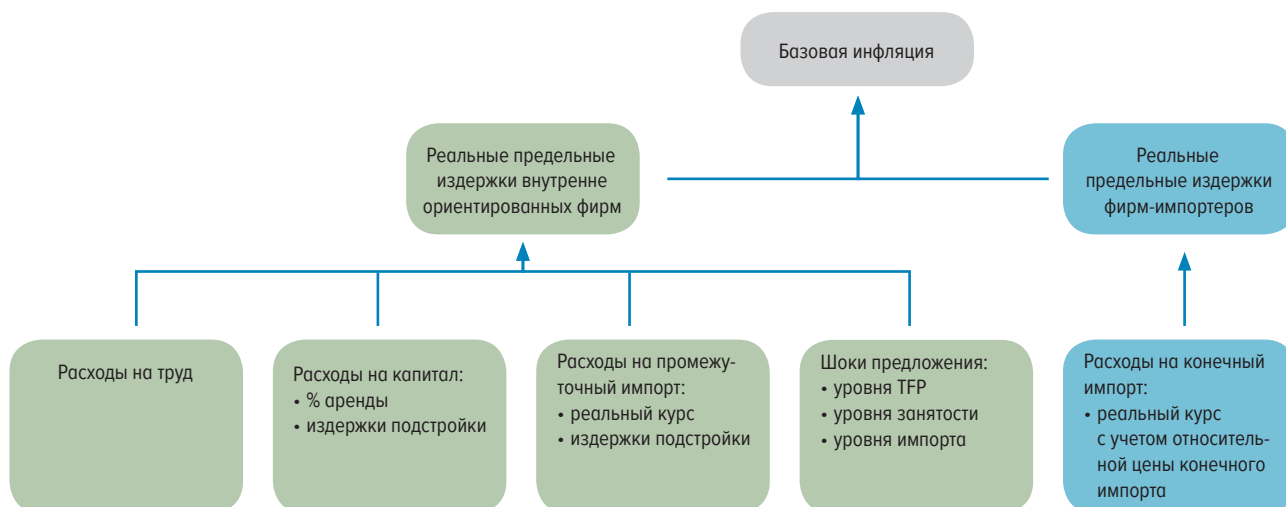 Базовая инфляция
Реальные предельные
издержки внутренне
ориентированных фирм
Реальные
предельные издержки
фирм-импортеров
Расходы на труд
Расходы на капитал:
• % аренды
• издержки подстройки
Расходы на промежу-
точный импорт:
• реальный курс
• издержки подстройки
Шоки предложения:
• уровня TFP
• уровня занятости
• уровня импорта
Расходы на конечный
импорт:
• реальный курс
с учетом относитель-
ной цены конечного
импорта